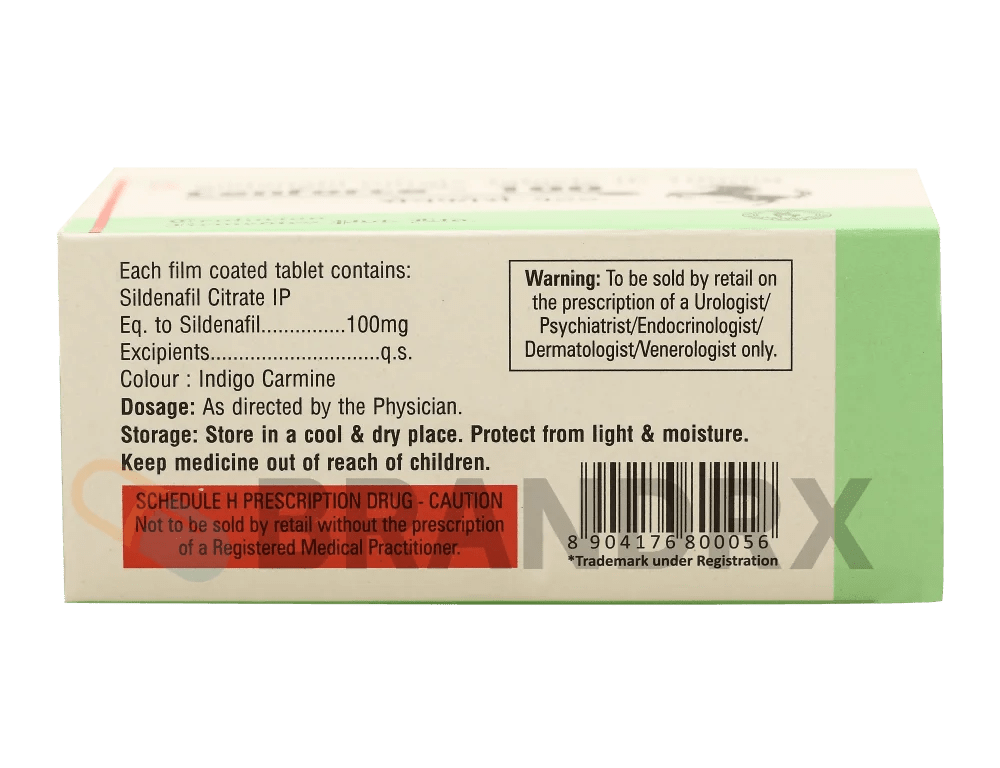 Each film coated tablet contains:
Sildenafil Citrate IP
Eq. to Sildenafil...............100mg
Excipients.............................q.s.
Colour : Indigo Carmine
Dosage: As directed by the Physician.
Storage: Store in a cool & dry place. Protect from light & moisture.
Keep medicine out of reach of children.
SCHEDULE H PRESCRIPTION DRUG - CAUTION
Not to be sold by retail without the prescription
of a Registered Medical Practitioner.
Warning: To be sold by retail on
the prescription of a Urologist/
Psychiatrist/Endocrinologist/
Dermatologist/Venerologist only.
8 904176 800056
*Trademark under Registration
BRANDRX